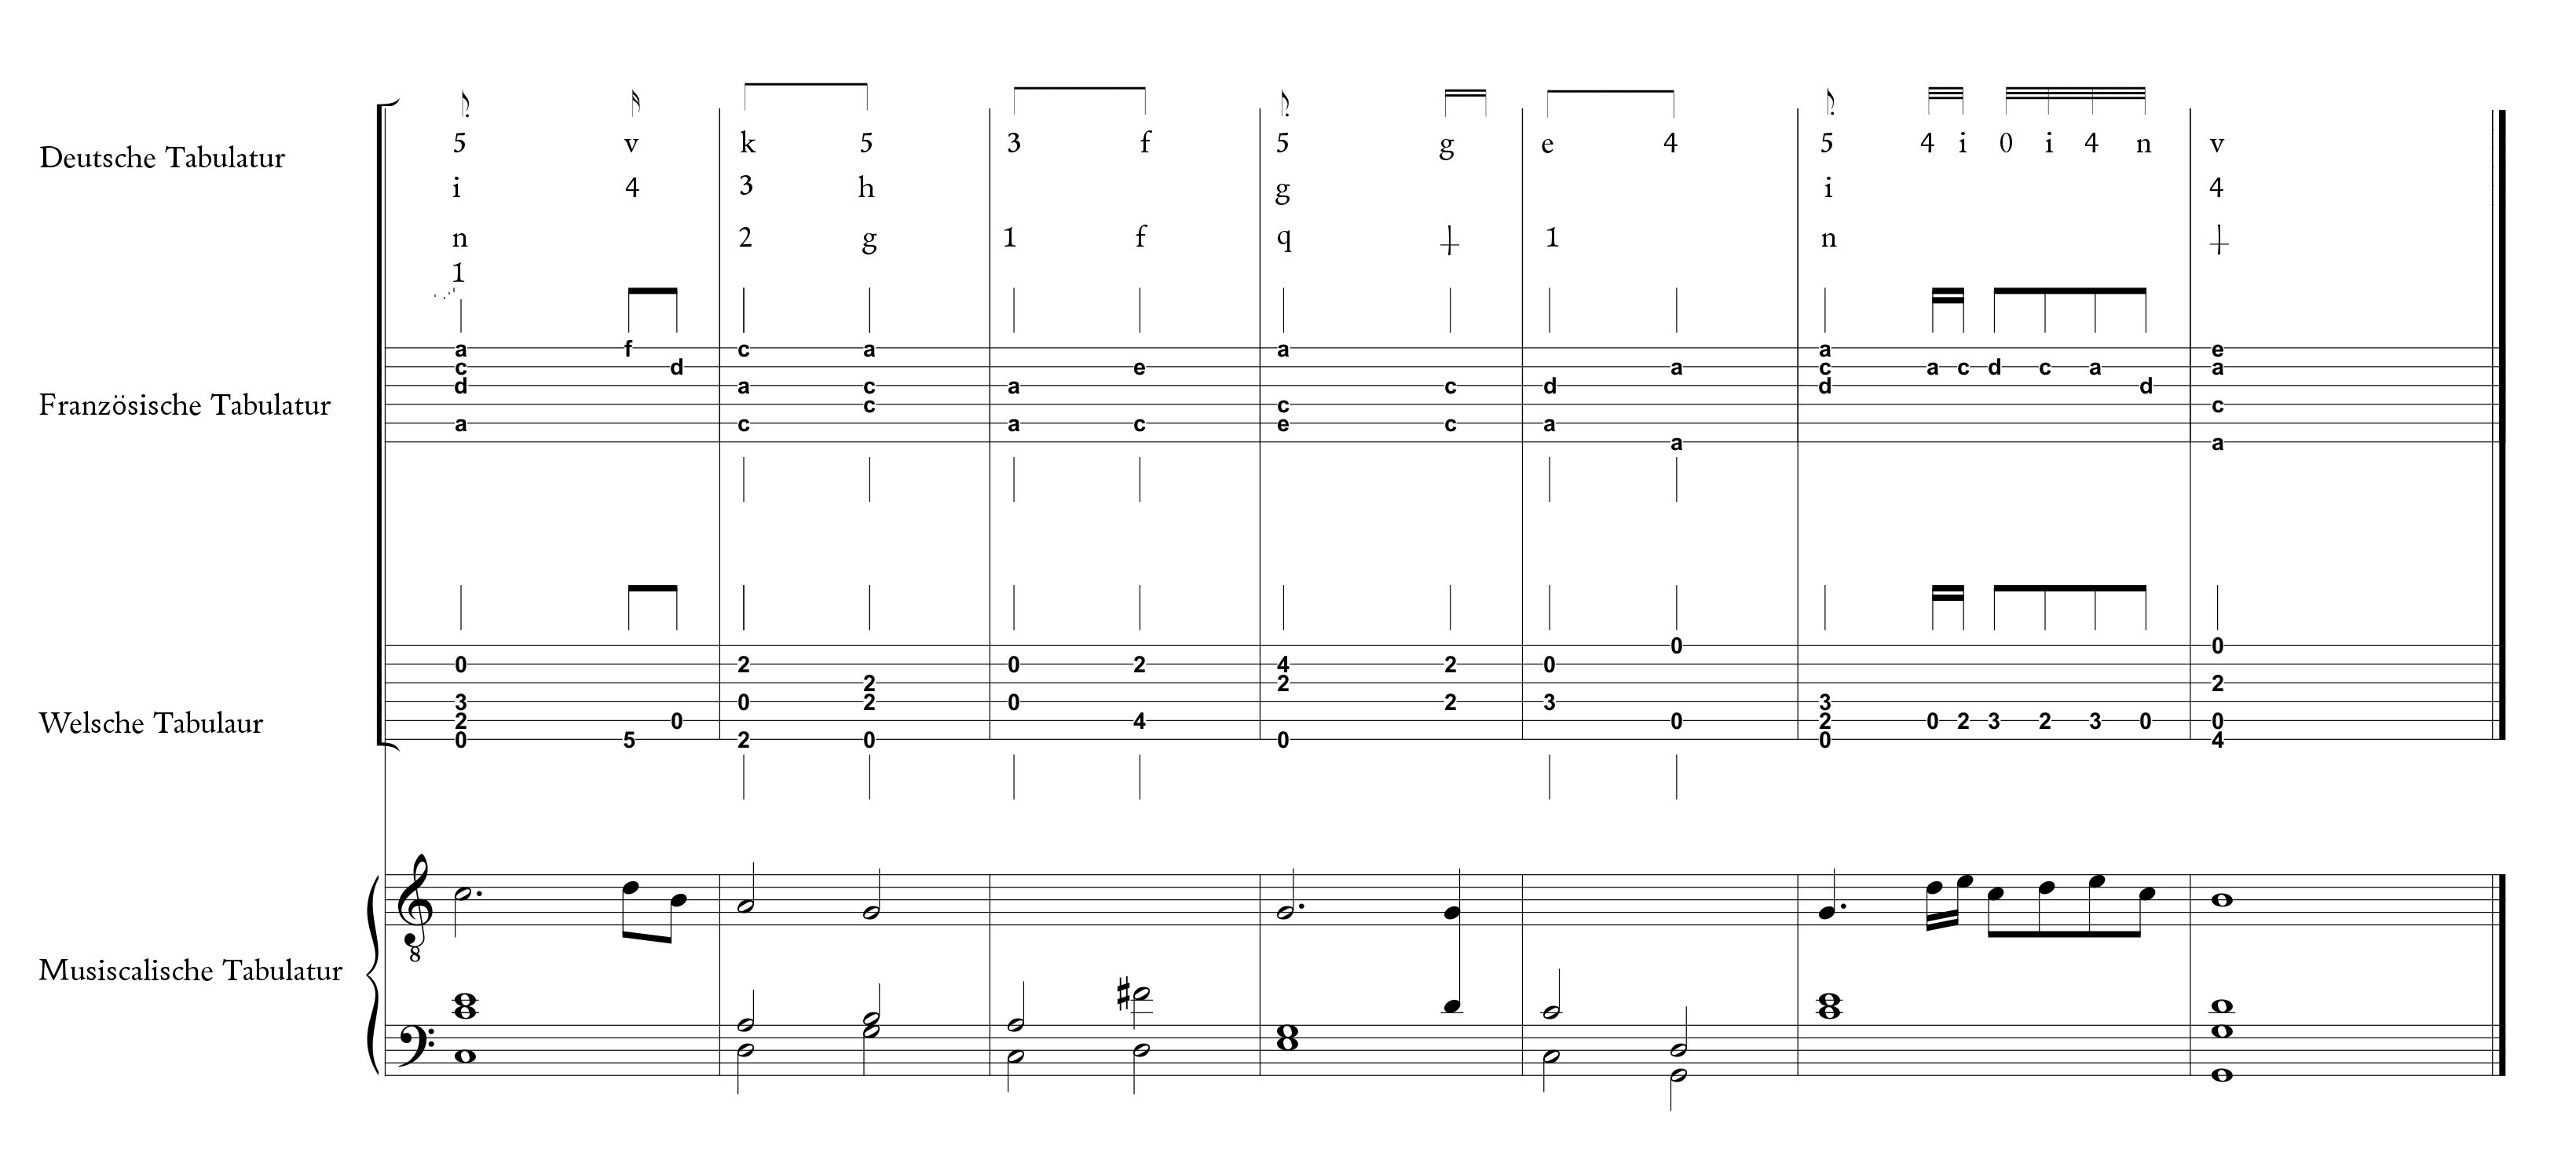 Deutsche Tabulatur
5 v k 5 3 f 5 g e 4 5 4 i 0 i 4 n v
i 4 3 h g i 4
n 2 g 1 f q ┼ 1 n ┼
1
Französische Tabulatur
a f c a a a e
c d e a c a c d c a a
d a c a c d d d
c c c
a c a c e c a
a a
Welsche Tabulaur
0 0
0 2 0 2 4 2 0
2 2 2
3 0 2 0 2 3 3
2 0 4 0 2 0 2 3 2 3 0 0
0 5 2 0 0 0 4
8
Musiscalische Tabulatur